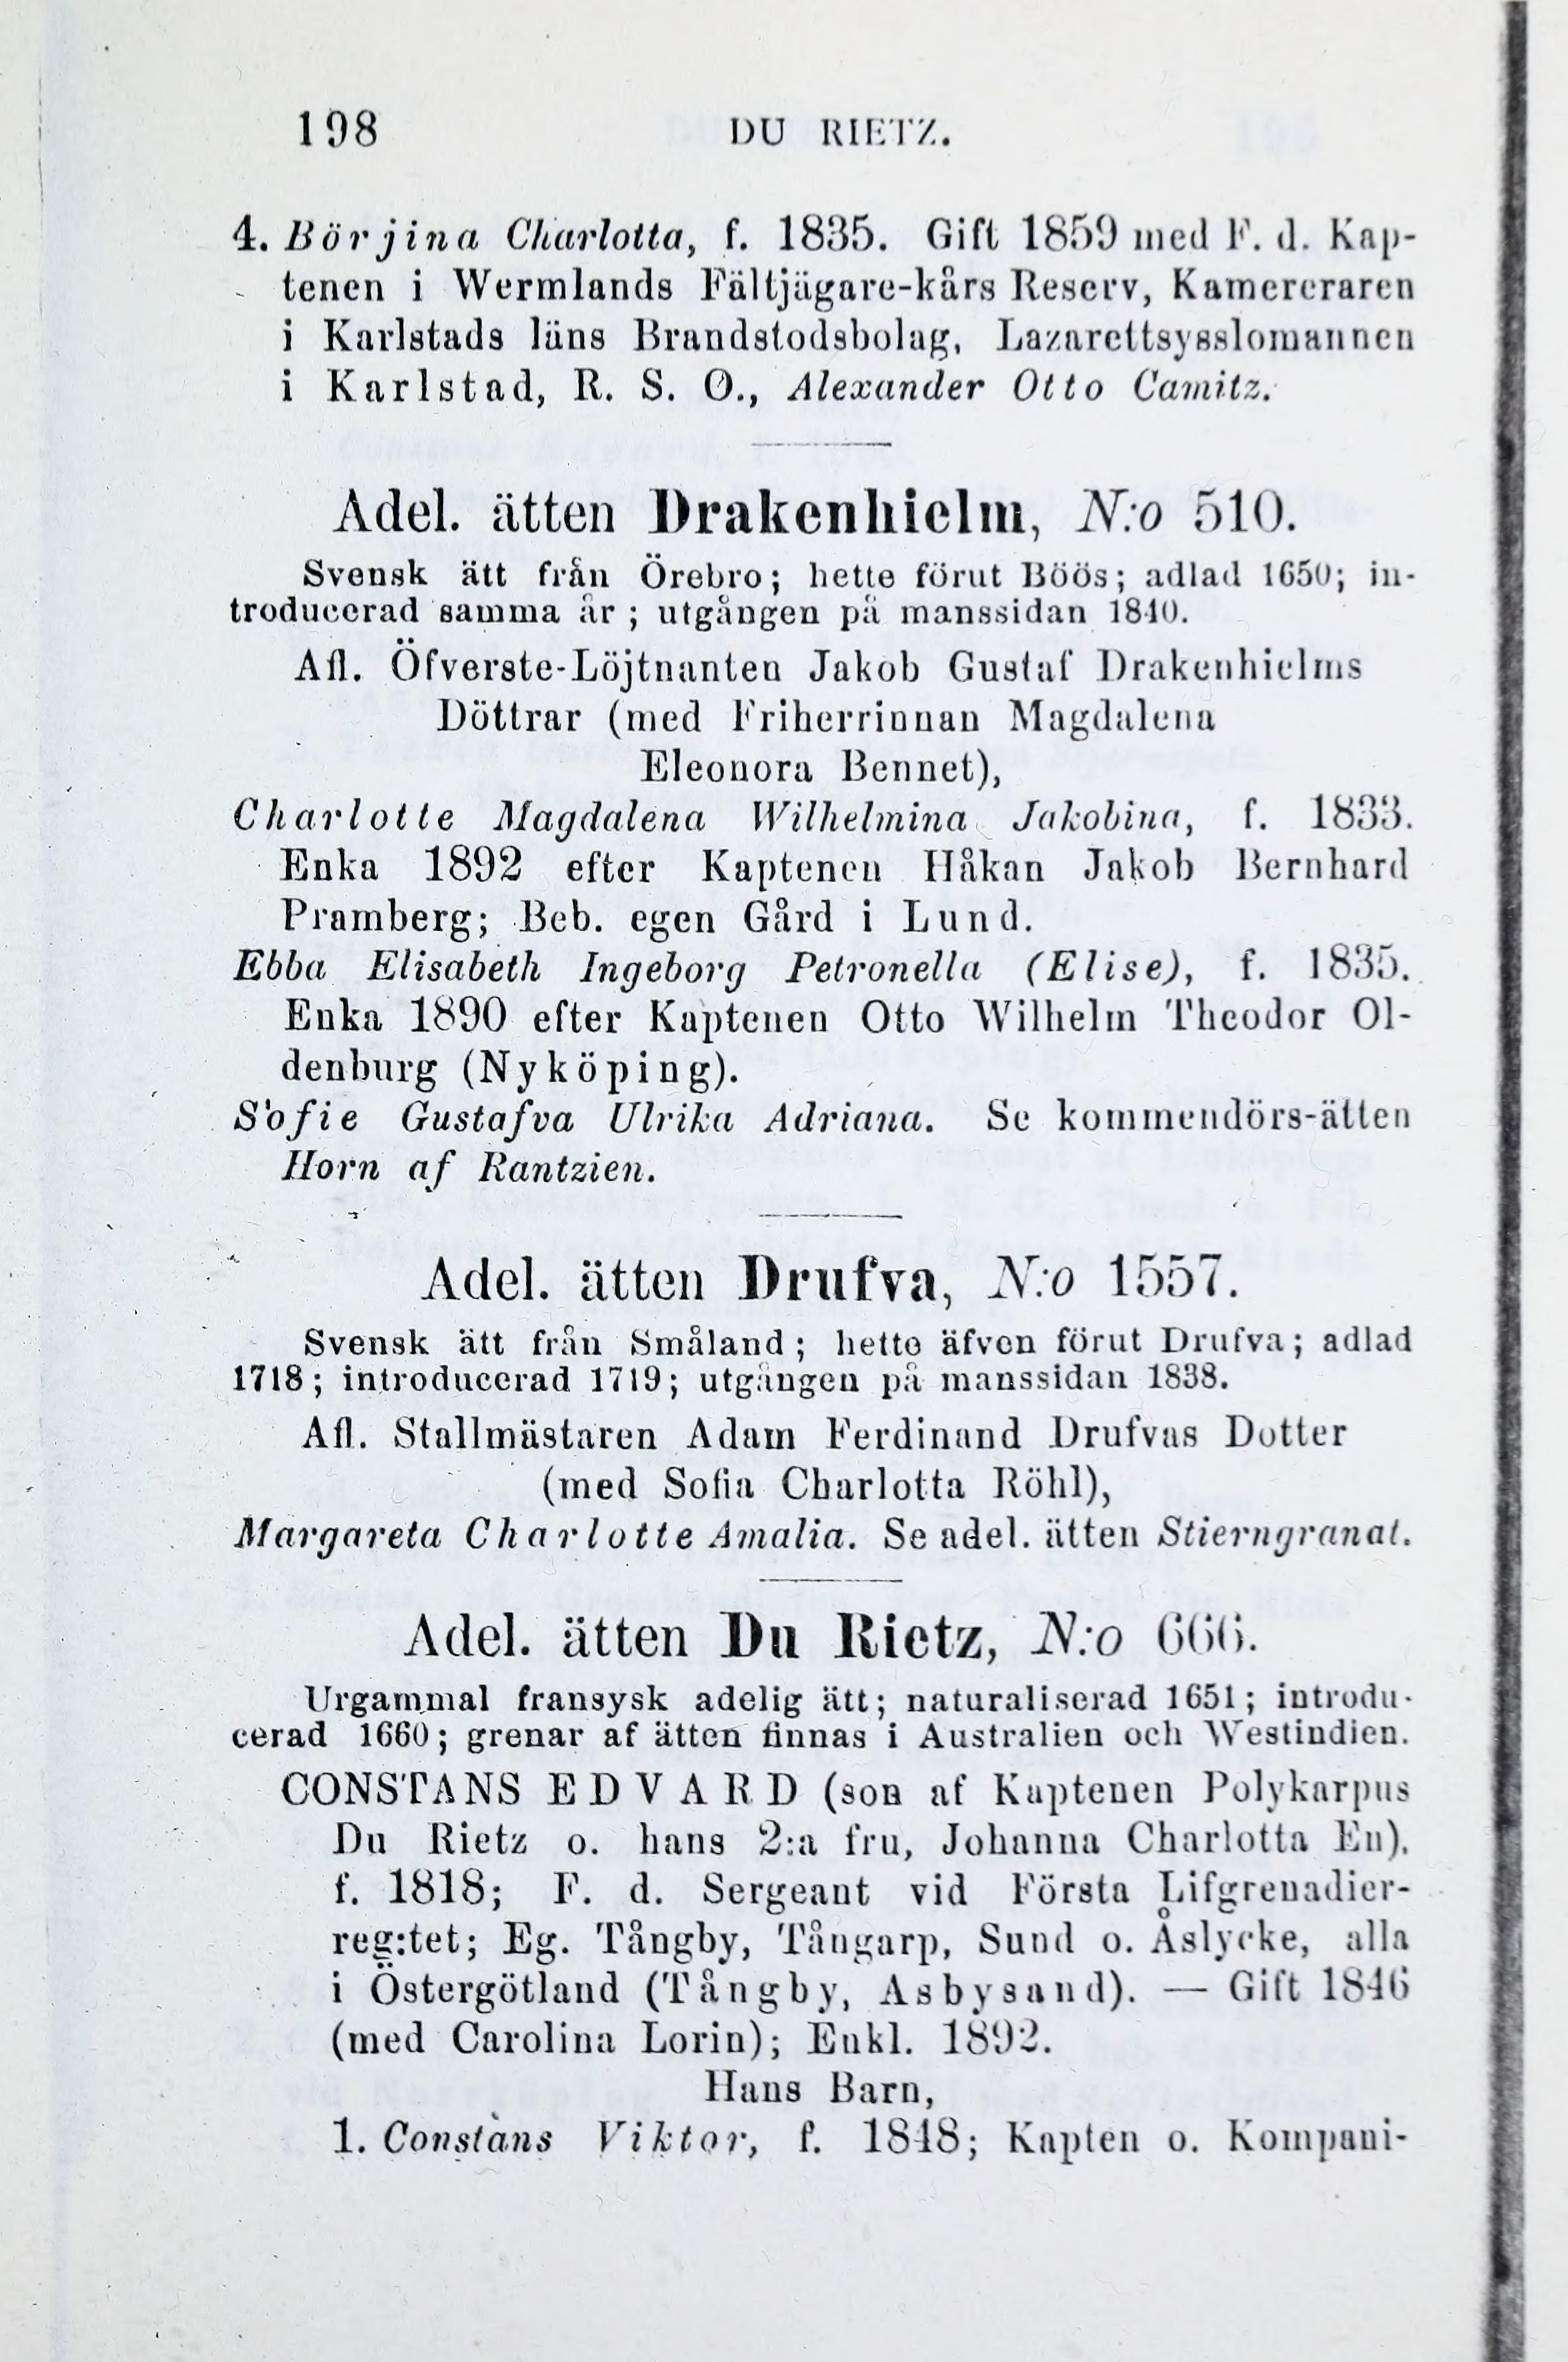 198 DU RIETZ.
4. Börjina Charlotta, f. 1835. Gift 1859 med F. d. Kap-
tenen i Wermlands Fältjägare-kårs Reserv, Kamereraren
i Karlstads läns Brandstodsbolag, Lazarettsysslomannen
i Karlstad, R. S. O., Alexander Otto Camitz.
Adel. ätten Drakenhielm, N:o 510.
Svensk ätt från Örebro; hette förut Böös; adlad 1650; in-
troducerad samma år ; utgången på manssidan 1840.
Afl. Öfverste-Löjtnanten Jakob Gustaf Drakenhielms
Döttrar (med Friherrinnan Magdalena
Eleonora Bennet),
Charlotte Magdalena Wilhelmina Jakobina, f. 1833.
Enka 1892 efter Kaptenen Håkan Jakob Bernhard
Pramberg; Beb. egen Gård i Lund.
Ebba Elisabeth Ingeborg Petronella (Elise), f. 1835.
Enka 1890 efter Kaptenen Otto Wilhelm Theodor Ol-
denburg (Nyköping).
Sofie Gustafva Ulrika Adriana. Se kommendörs-ätten
Horn af Rantzien.
Adel. ätten Drufva, N:o 1557.
Svensk ätt från Småland ; hette äfven förut Drufva; adlad
1718; introducerad 1719; utgången på manssidan 1838.
Afl. Stallmästaren Adam Ferdinand Drufvas Dotter
(med Sofia Charlotta Röhl),
Margareta Charlotte Amalia. Se adel. ätten Stierngranat.
Adel. ätten Du Rietz, N:o 666.
Urgammal fransysk adelig ätt; naturaliserad 1651; introdu-
cerad 1660; grenar af ätten finnas i Australien och Westindien.
CONSTANS EDVARD (son af Kaptenen Polykarpus
Du Rietz o. hans 2:a fru, Johanna Charlotta En),
f. 1818; F. d. Sergeant vid Första Lifgrenadier-
reg:tet; Eg. Tångby, Tångarp, Sund o. Åslycke, alla
i Östergötland (Tångby, Asbysand). — Gift 1846
(med Carolina Lorin); Enkl. 1892.
Hans Barn,
1. Constans Viktor, f. 1848; Kapten o. Kompani-